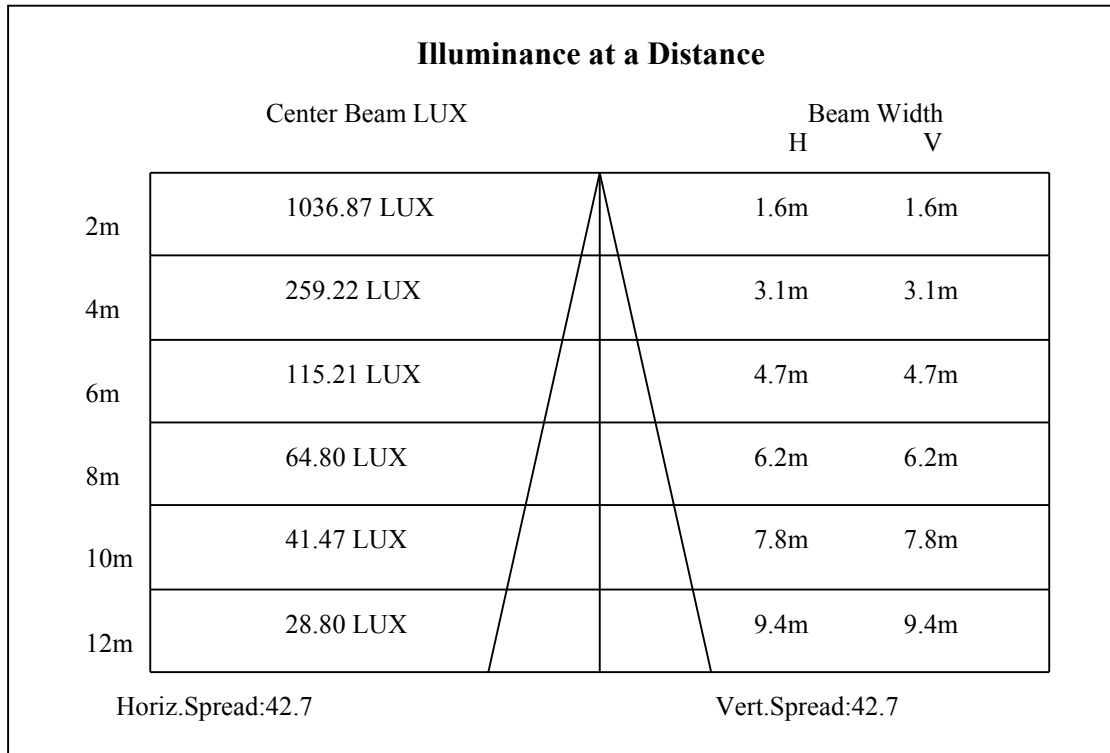 Illuminance at a Distance
Center Beam LUX Beam Width
H V
2m 1036.87 LUX 1.6m 1.6m
4m 259.22 LUX 3.1m 3.1m
6m 115.21 LUX 4.7m 4.7m
8m 64.80 LUX 6.2m 6.2m
10m 41.47 LUX 7.8m 7.8m
12m 28.80 LUX 9.4m 9.4m
Horiz.Spread:42.7 Vert.Spread:42.7